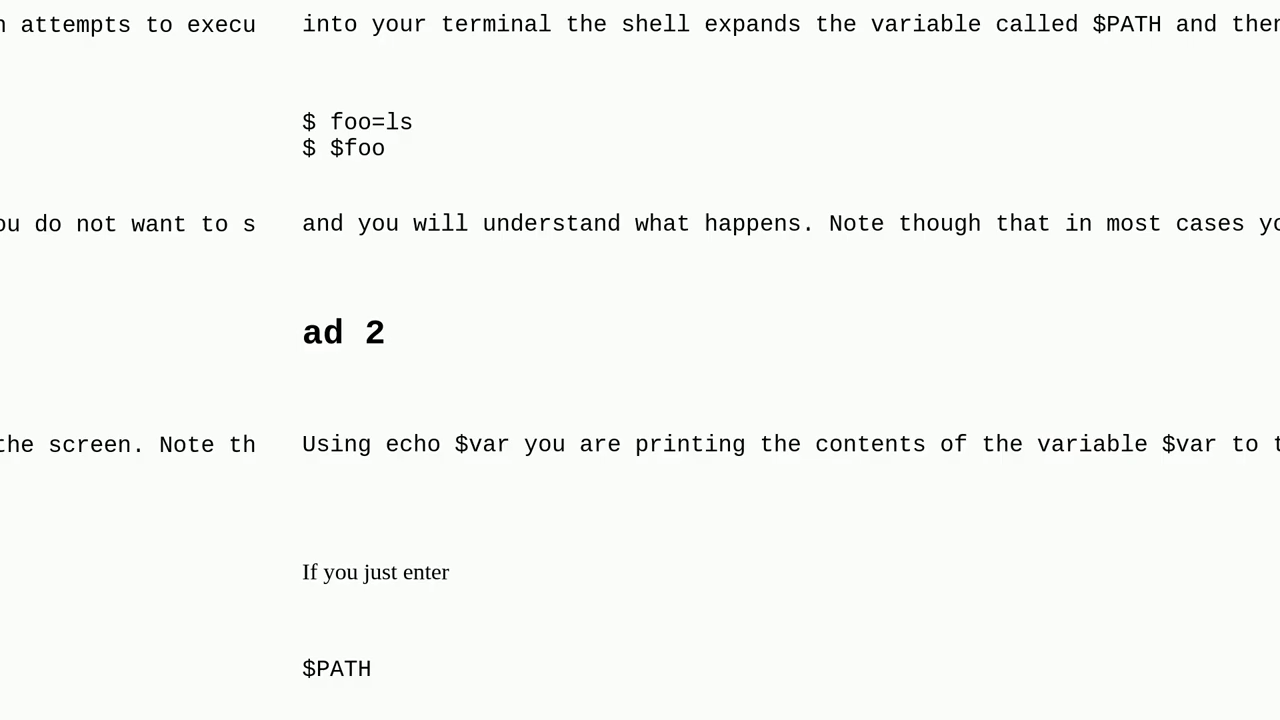 attempts to execu
into your terminal the shell expands the variable called $PATH and then
$ foo=ls
$ $foo
you do not want to s
and you will understand what happens. Note though that in most cases yo
ad 2
the screen. Note th
Using echo $var you are printing the contents of the variable $var to t
If you just enter
$PATH